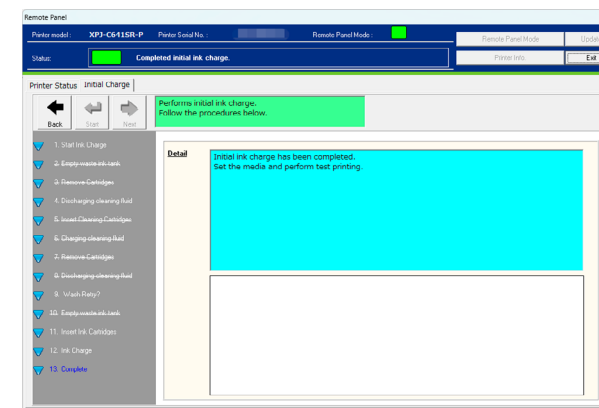 Remote Panel
Printer model : XPJ-C641SR-P Printer Serial No. : Remote Panel Mode : Remote Panel Mode
Status: Completed initial ink charge. Printer Info. Exit
Printer Status Initial Charge
Back Start Next
Performs initial ink charge.
Follow the procedures below.
1. Start Ink Charge
2. Empty waste ink tank
3. Remove Cartridges
4. Discharging cleaning fluid
5. Insert Cleaning Cartridges
6. Charging cleaning fluid
7. Remove Cartridges
8. Discharging cleaning fluid
9. Wash Retry?
10. Empty waste ink tank
11. Insert Ink Cartridges
12. Ink Charge
13. Complete
Detail
Initial ink charge has been completed.
Set the media and perform test printing.